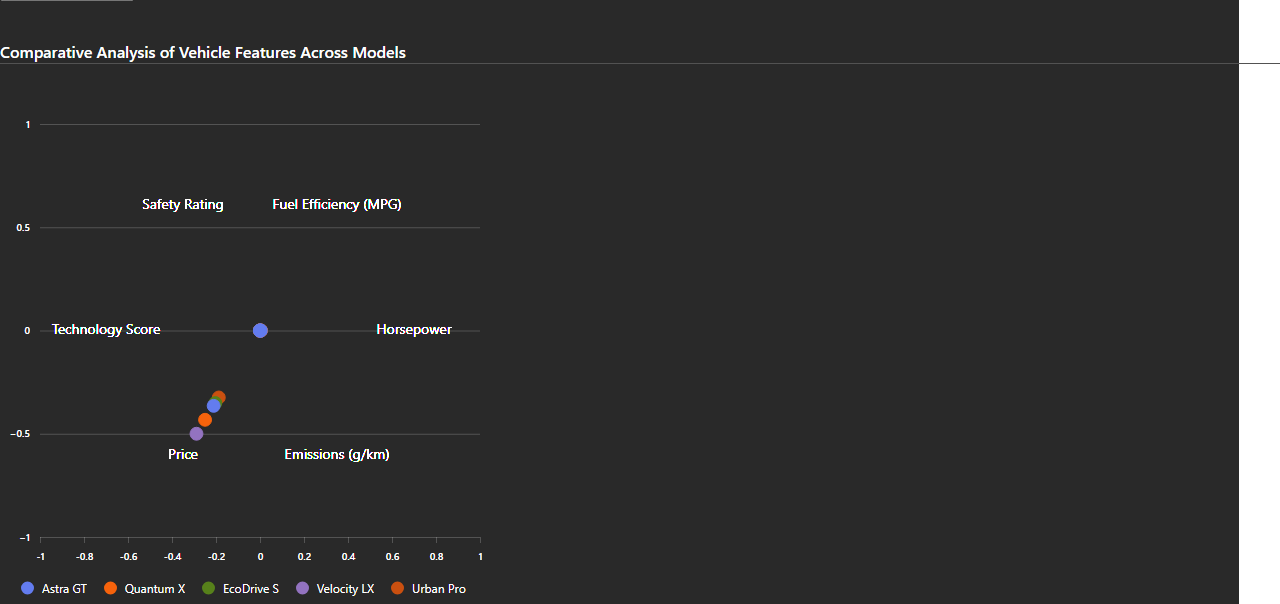 Comparative Analysis of Vehicle Features Across Models
1
Safety Rating Fuel Efficiency (MPG)
0.5
0 Technology Score Horsepower
−0.5
Price Emissions (g/km)
−1
-1 -0.8 -0.6 -0.4 -0.2 0 0.2 0.4 0.6 0.8 1
Astra GT Quantum X EcoDrive S Velocity LX Urban Pro